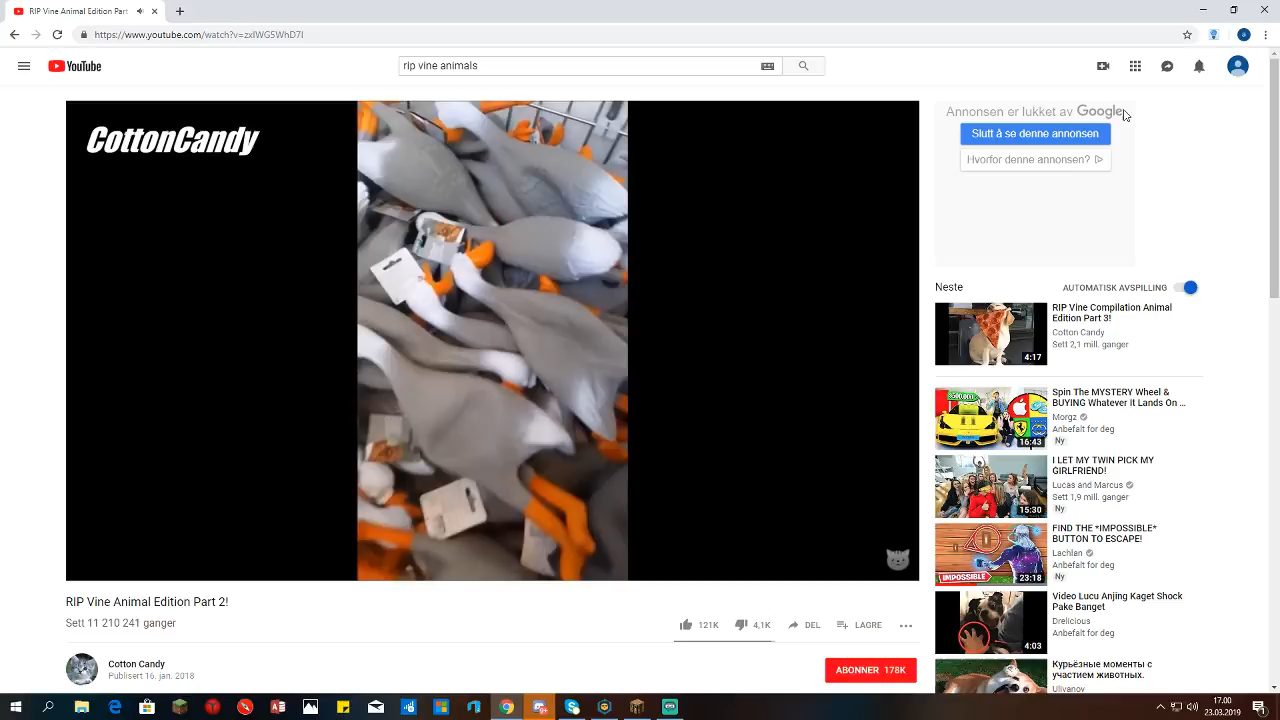 RIP Vine Animal Edition Part
https://www.youtube.com/watch?v=zxIWG5WhD7I
YouTube
rip vine animals
CottonCandy
Annonsen er lukket av Google
Slutt å se denne annonsen
Hvorfor denne annonsen?
Neste
AUTOMATISK AVSPILLING
RIP Vine Compilation Animal
Edition Part 3!
Cotton Candy
Sett 2,1 mill. ganger
4:17
Spin The MYSTERY Wheel &
BUYING Whatever It Lands On ...
Morgz
Anbefalt for deg
Ny
16:43
I LET MY TWIN PICK MY
GIRLFRIEND!
Lucas and Marcus
Sett 1,9 mill. ganger
Ny
15:30
FIND THE *IMPOSSIBLE*
BUTTON TO ESCAPE!
Lachlan
Anbefalt for deg
Ny
IMPOSSIBLE
23:18
Video Lucu Anjing Kaget Shock
Pake Banget
Drelicious
Anbefalt for deg
4:03
Курьёзные моменты с
участием животных.
Ulivanov
RIP Vine Animal Edition Part 2!
Sett 11 210 241 ganger
121K
4,1K
DEL
LAGRE
Cotton Candy
Publisert 16. jan. 2018
ABONNER 178K
17.00
23.03.2019